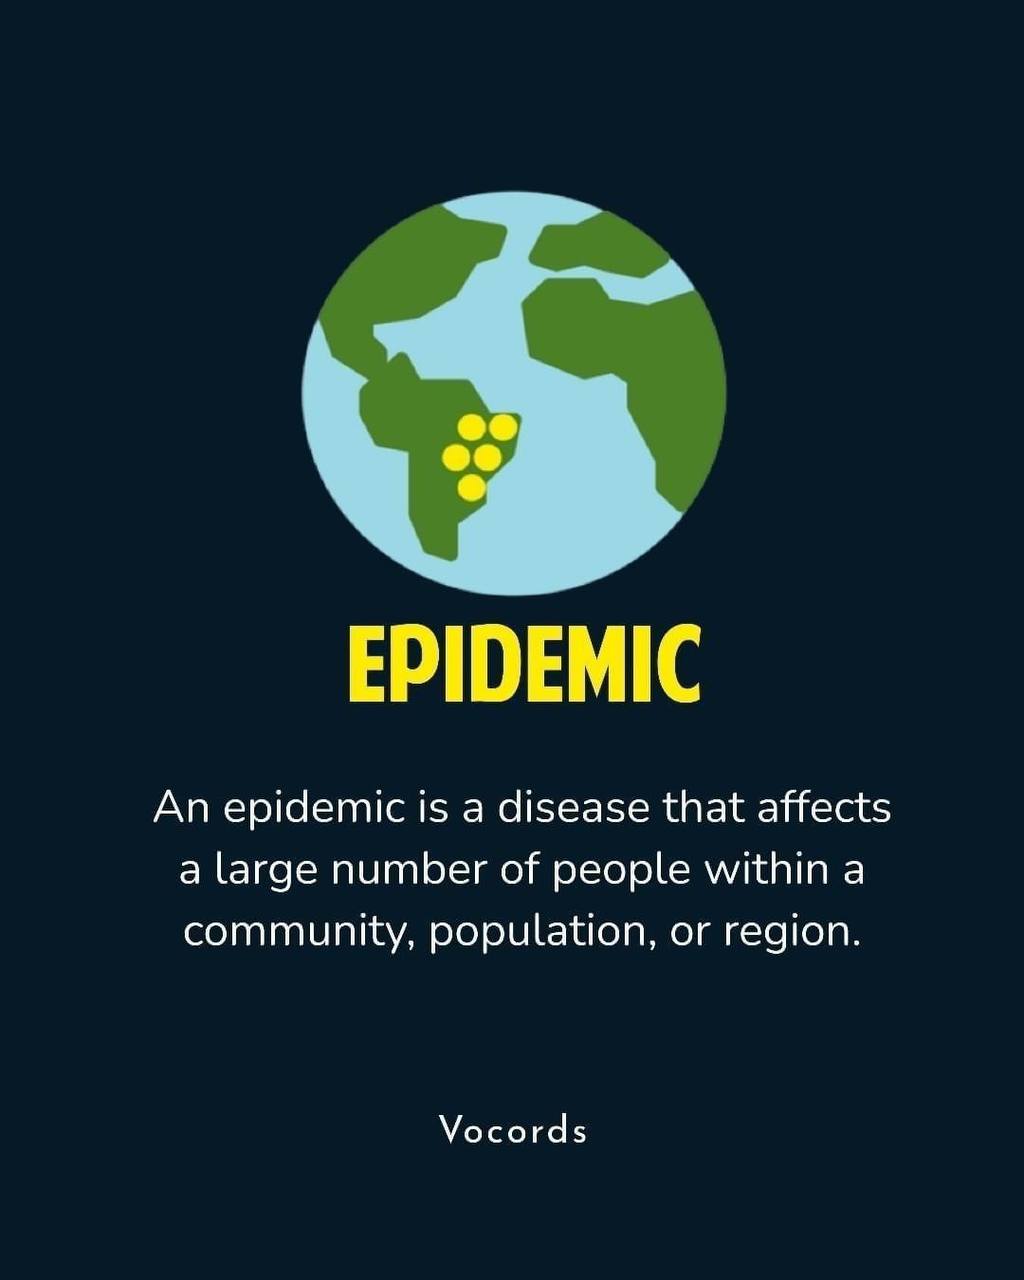 EPIDEMIC
An epidemic is a disease that affects
a large number of people within a
community, population, or region.
Vocords